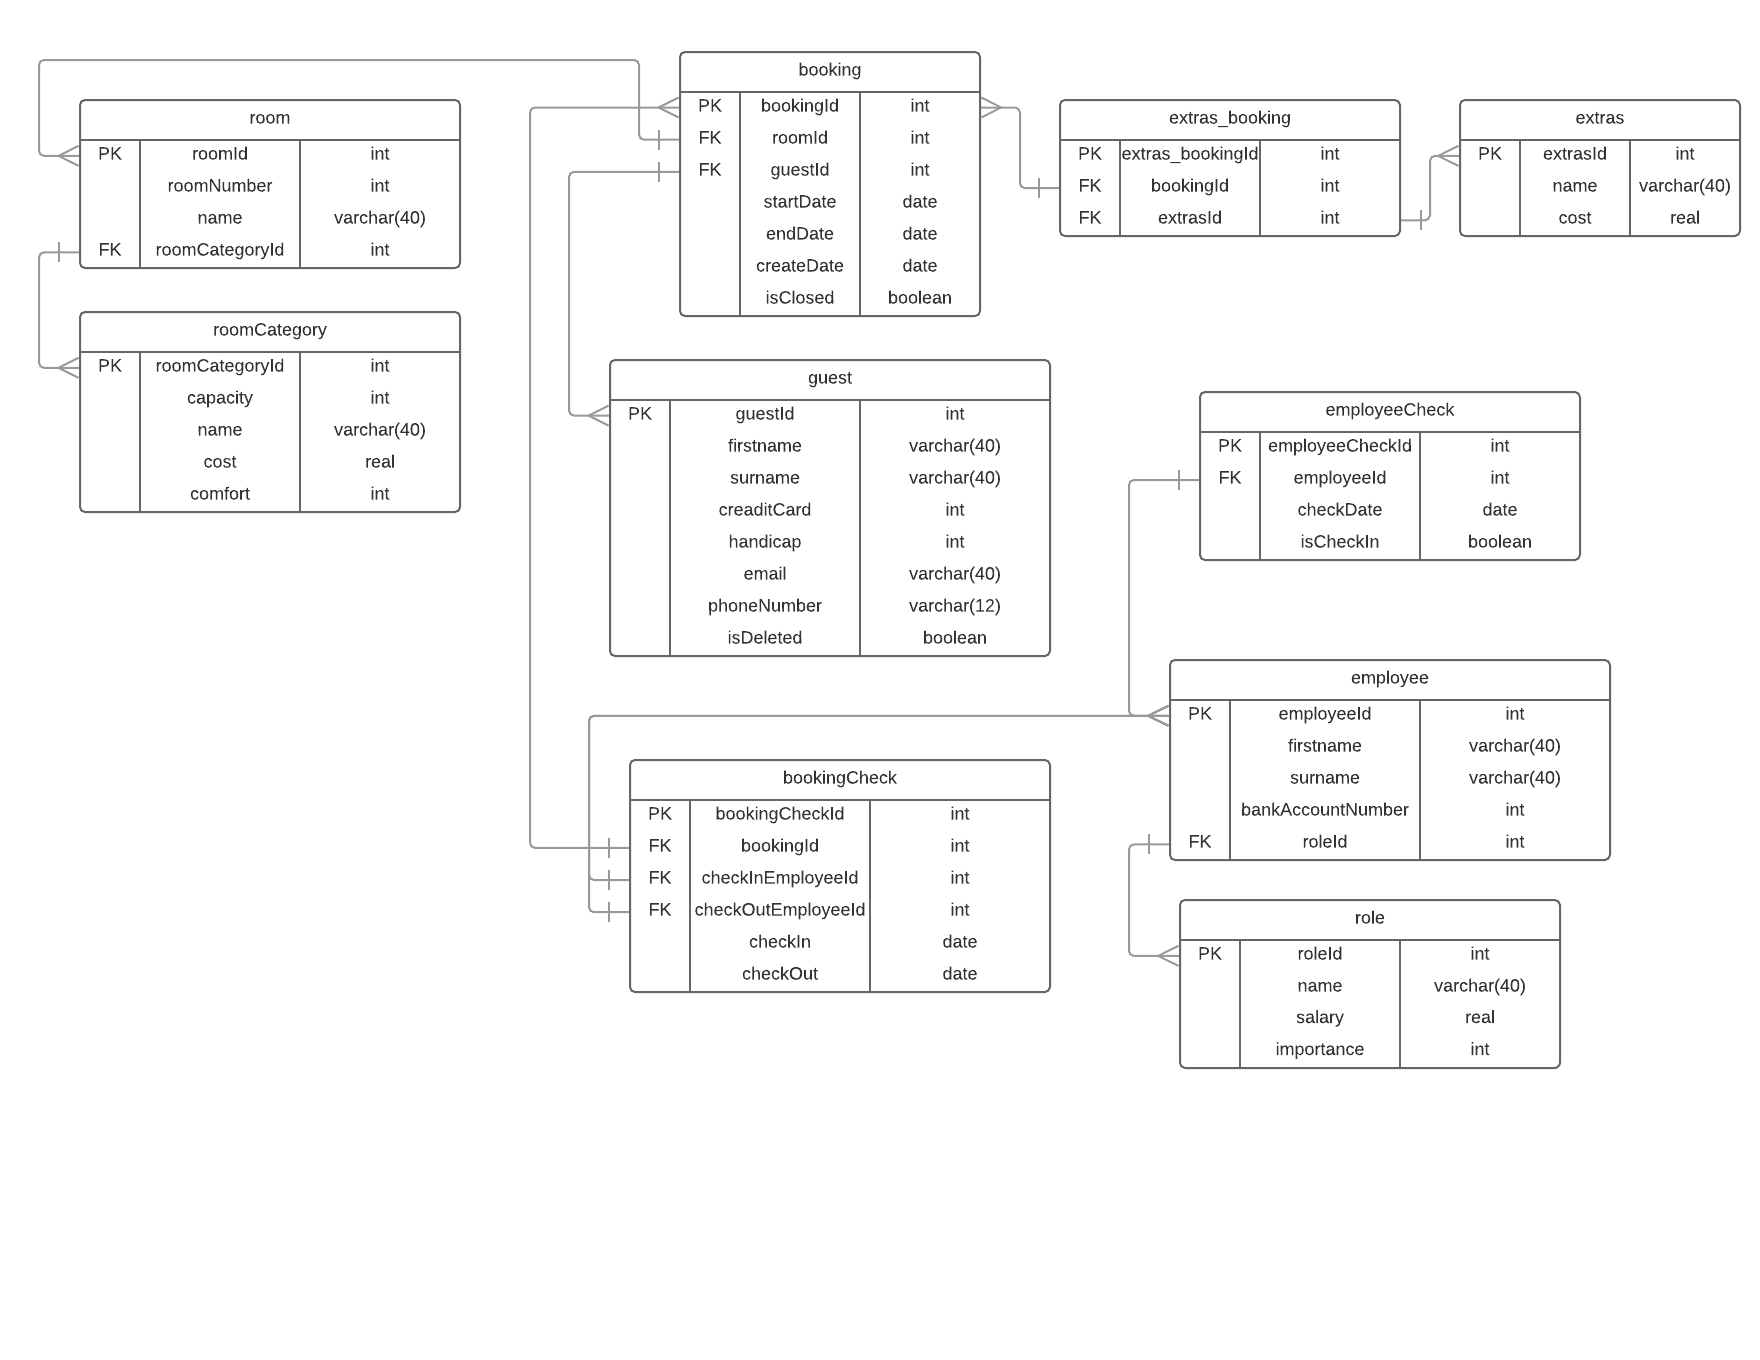 booking
PK bookingId int
FK roomId int
FK guestId int
startDate date
endDate date
createDate date
isClosed boolean
room
PK roomId int
roomNumber int
name varchar(40)
FK roomCategoryId int
extras_booking
PK extras_bookingId int
FK bookingId int
FK extrasId int
extras
PK extrasId int
name varchar(40)
cost real
roomCategory
PK roomCategoryId int
capacity int
name varchar(40)
cost real
comfort int
guest
PK guestId int
firstname varchar(40)
surname varchar(40)
creaditCard int
handicap int
email varchar(40)
phoneNumber varchar(12)
isDeleted boolean
employeeCheck
PK employeeCheckId int
FK employeeId int
checkDate date
isCheckIn boolean
employee
PK employeeId int
firstname varchar(40)
surname varchar(40)
bankAccountNumber int
FK roleId int
bookingCheck
PK bookingCheckId int
FK bookingId int
FK checkInEmployeeId int
FK checkOutEmployeeId int
checkIn date
checkOut date
role
PK roleId int
name varchar(40)
salary real
importance int